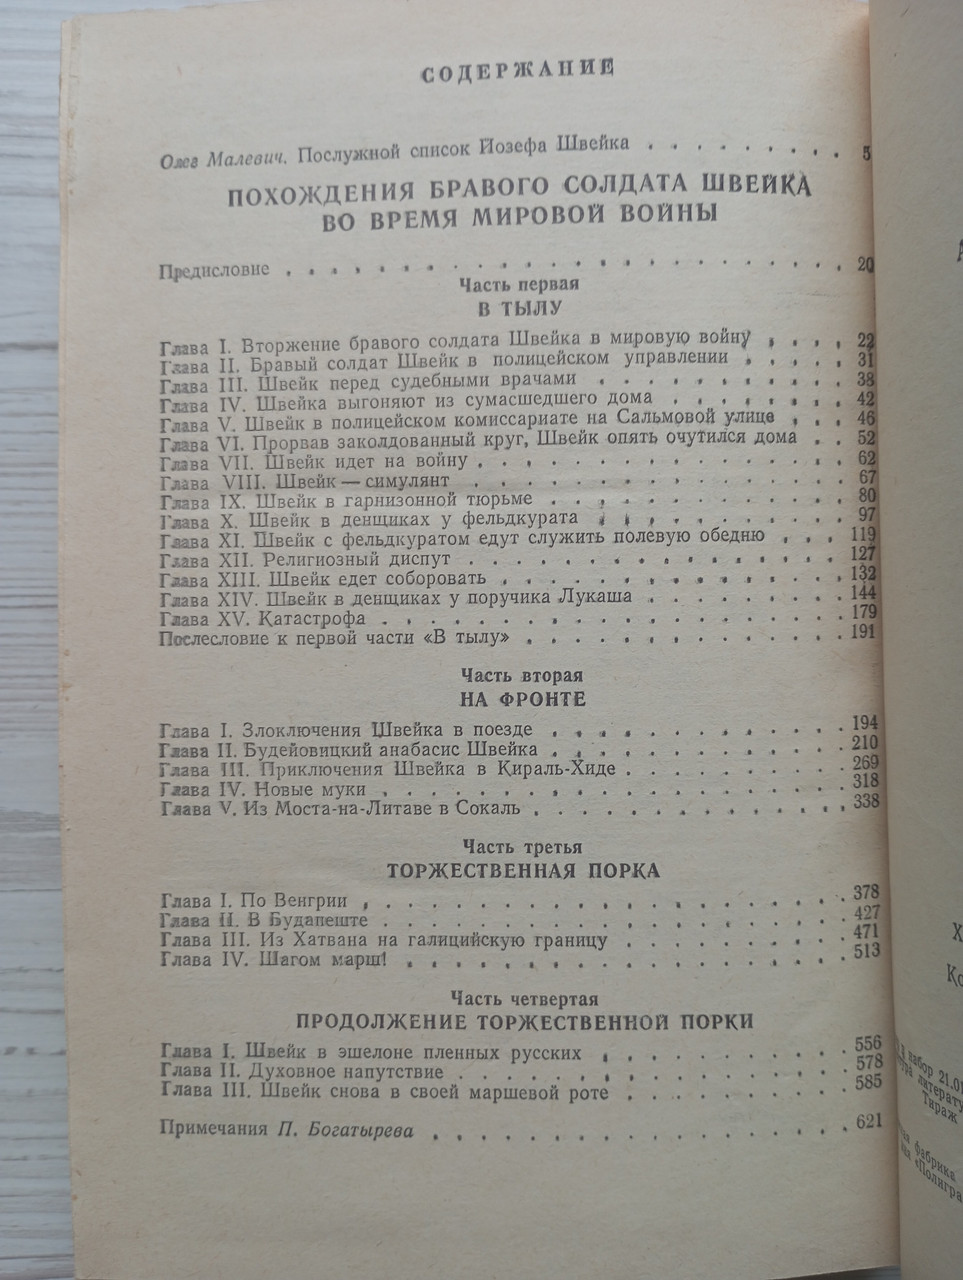 СОДЕРЖАНИЕ
Олег Малевич. Послужной список Йозефа Швейка . . . . . . . . . . 5
ПОХОЖДЕНИЯ БРАВОГО СОЛДАТА ШВЕЙКА
ВО ВРЕМЯ МИРОВОЙ ВОЙНЫ
Предисловие . . . . . . . . . . . . . . . . . . . . . . . . 20
Часть первая
В ТЫЛУ
Глава I. Вторжение бравого солдата Швейка в мировую войну . . . . 22
Глава II. Бравый солдат Швейк в полицейском управлении . . . . . 31
Глава III. Швейк перед судебными врачами . . . . . . . . . . . . 38
Глава IV. Швейка выгоняют из сумасшедшего дома . . . . . . . . 42
Глава V. Швейк в полицейском комиссариате на Сальмовой улице . . . 46
Глава VI. Прорвав заколдованный круг, Швейк опять очутился дома . . 52
Глава VII. Швейк идет на войну . . . . . . . . . . . . . . . . 62
Глава VIII. Швейк — симулянт . . . . . . . . . . . . . . . . . 67
Глава IX. Швейк в гарнизонной тюрьме . . . . . . . . . . . . . 80
Глава X. Швейк в денщиках у фельдкурата . . . . . . . . . . . . 97
Глава XI. Швейк с фельдкуратом едут служить полевую обедню . . . 119
Глава XII. Религиозный диспут . . . . . . . . . . . . . . . . . 127
Глава XIII. Швейк едет соборовать . . . . . . . . . . . . . . . 132
Глава XIV. Швейк в денщиках у поручика Лукаша . . . . . . . . . 144
Глава XV. Катастрофа . . . . . . . . . . . . . . . . . . . . 179
Послесловие к первой части «В тылу» . . . . . . . . . . . . . . 191
Часть вторая
НА ФРОНТЕ
Глава I. Злоключения Швейка в поезде . . . . . . . . . . . . . 194
Глава II. Будейовицкий анабасис Швейка . . . . . . . . . . . . . 210
Глава III. Приключения Швейка в Кираль-Хиде . . . . . . . . . . 269
Глава IV. Новые муки . . . . . . . . . . . . . . . . . . . . 318
Глава V. Из Моста-на-Литаве в Сокаль . . . . . . . . . . . . . 338
Часть третья
ТОРЖЕСТВЕННАЯ ПОРКА
Глава I. По Венгрии . . . . . . . . . . . . . . . . . . . . . 378
Глава II. В Будапеште . . . . . . . . . . . . . . . . . . . . 427
Глава III. Из Хатвана на галицийскую границу . . . . . . . . . . 471
Глава IV. Шагом марш! . . . . . . . . . . . . . . . . . . . . 513
Часть четвертая
ПРОДОЛЖЕНИЕ ТОРЖЕСТВЕННОЙ ПОРКИ
Глава I. Швейк в эшелоне пленных русских . . . . . . . . . . . 556
Глава II. Духовное напутствие . . . . . . . . . . . . . . . . . 578
Глава III. Швейк снова в своей маршевой роте . . . . . . . . . . 585
Примечания П. Богатырева . . . . . . . . . . . . . . . . . . 621
набор 21.01
литерату
Тираж
фабрика
«Полигра